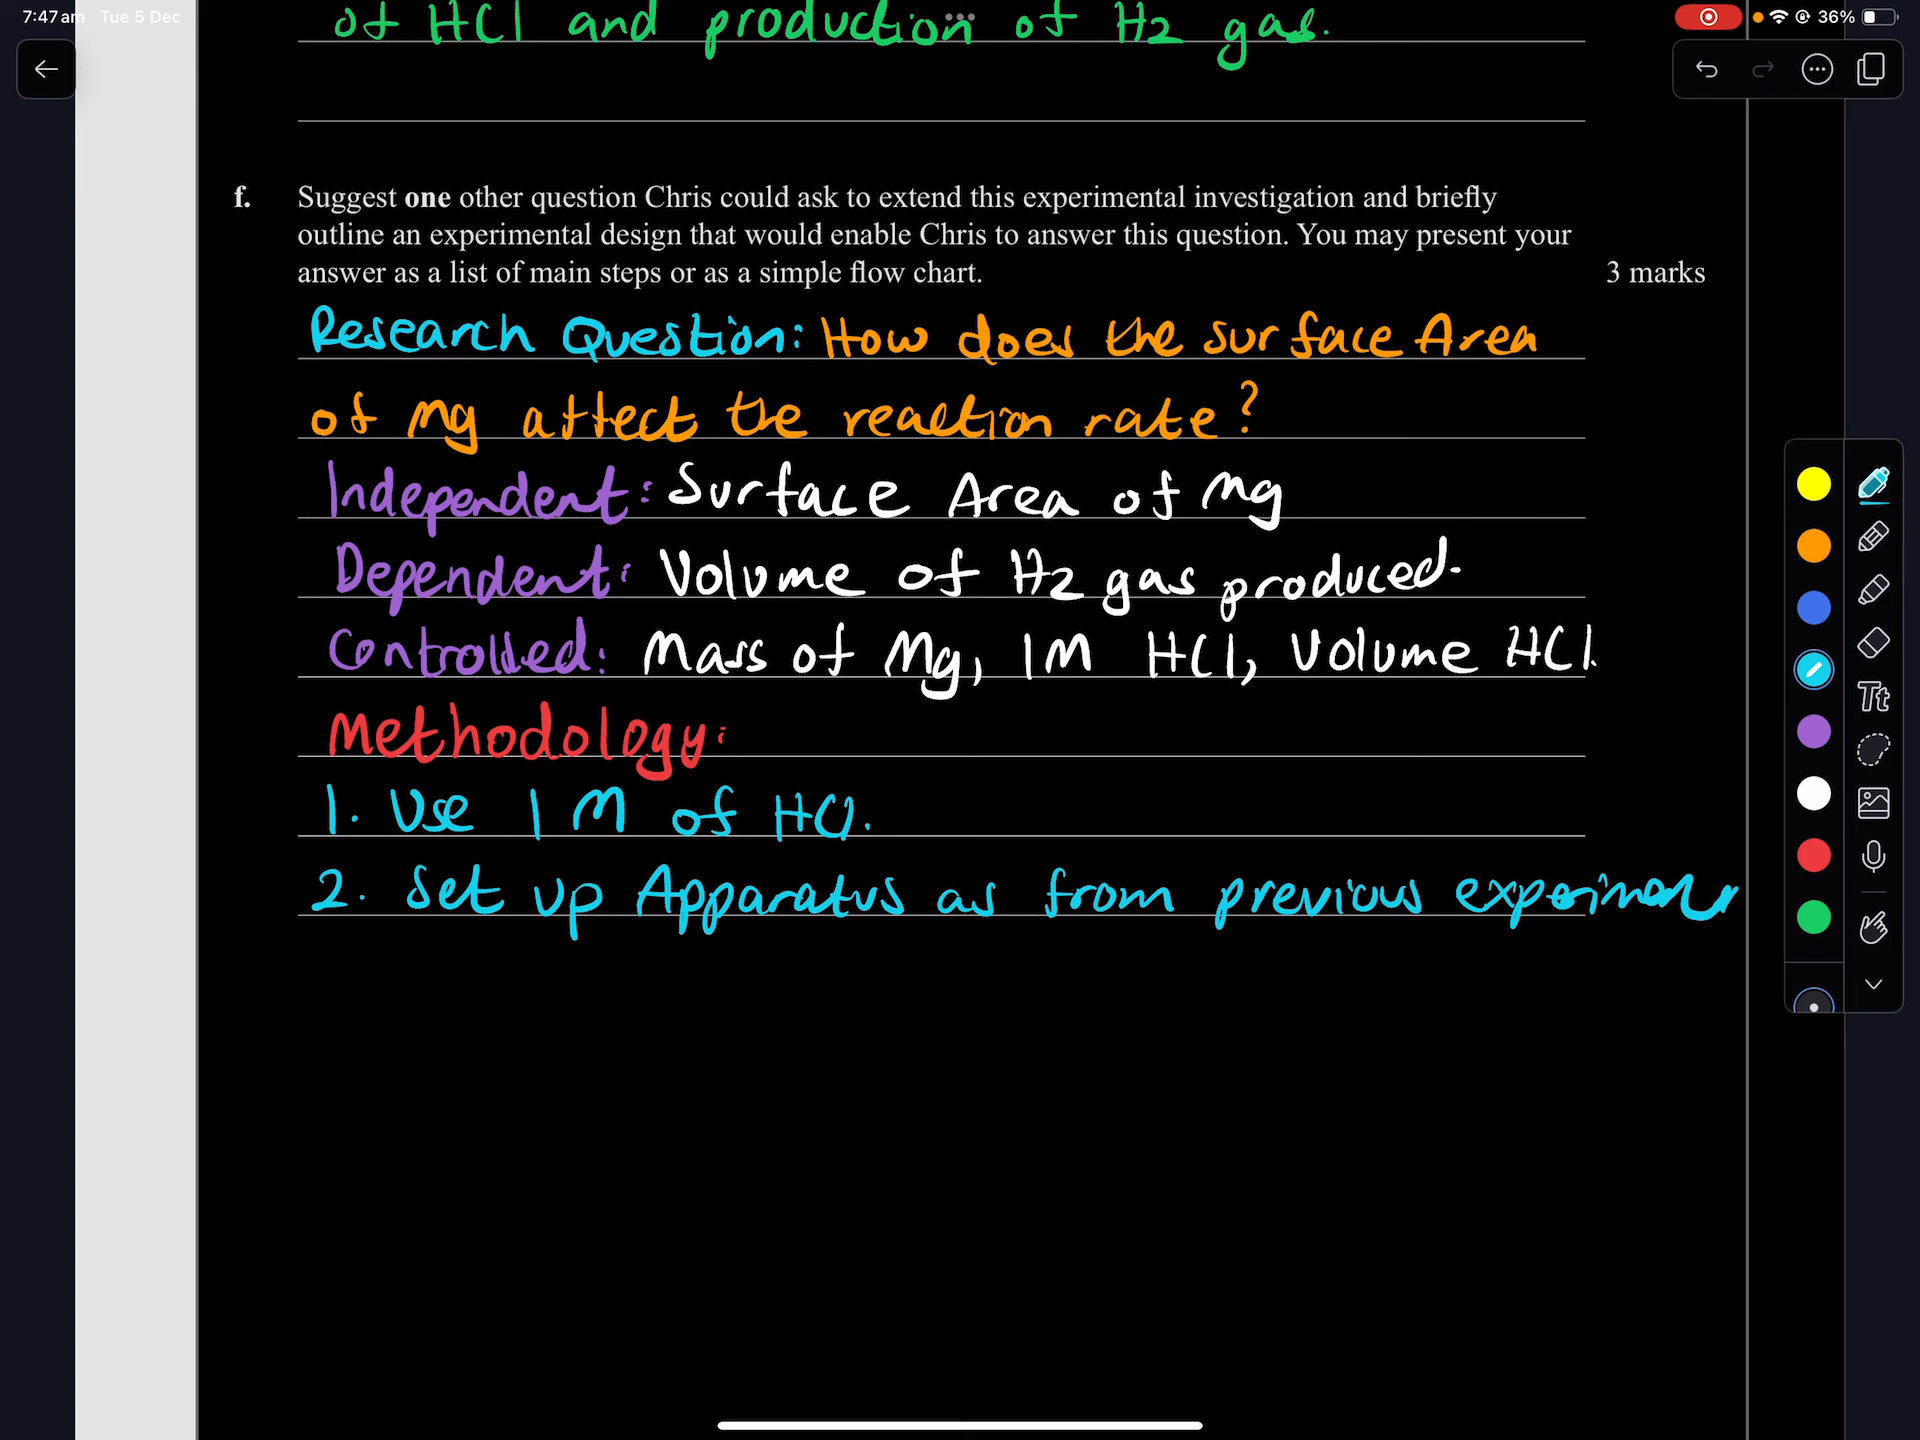 7:47am Tue 5 Dec
36%
of HCl and production of H2 gas.
f. Suggest one other question Chris could ask to extend this experimental investigation and briefly
outline an experimental design that would enable Chris to answer this question. You may present your
answer as a list of main steps or as a simple flow chart. 3 marks
Research Question: How does the surface Area
of Mg affect the reaction rate?
Independent: Surface Area of Mg
Dependent: Volume of H2 gas produced.
Controlled: Mass of Mg, 1M HCl, Volume HCl.
Methodology:
1. Use 1 M of HCl.
2. Set up Apparatus as from previous experiment
Tt